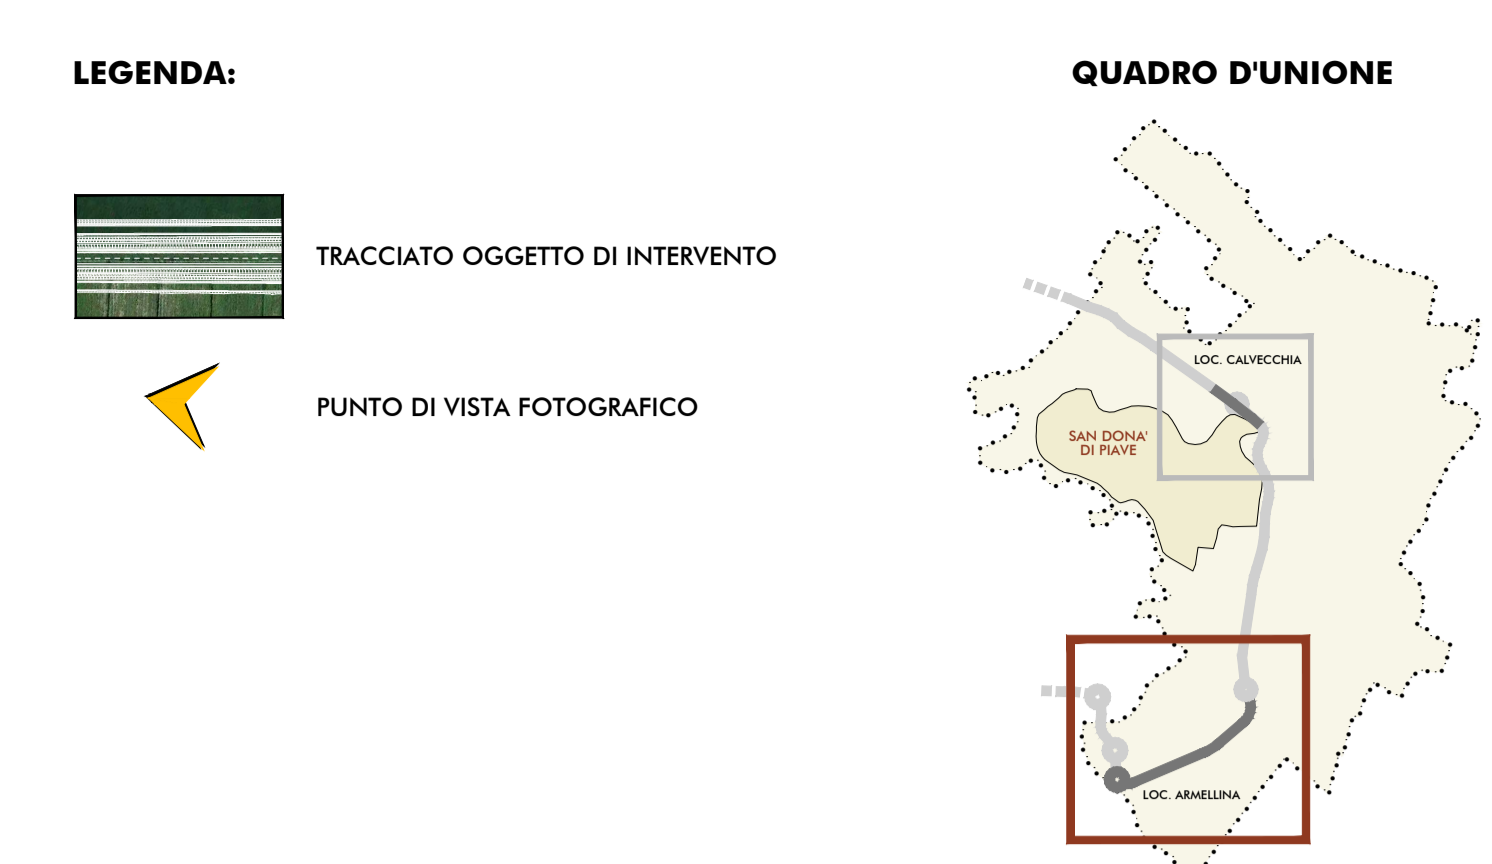 LEGENDA:
TRACCIATO OGGETTO DI INTERVENTO
PUNTO DI VISTA FOTOGRAFICO
QUADRO D'UNIONE
LOC. CALVECCHIA
SAN DONA'
DI PIAVE
LOC. ARMELLINA